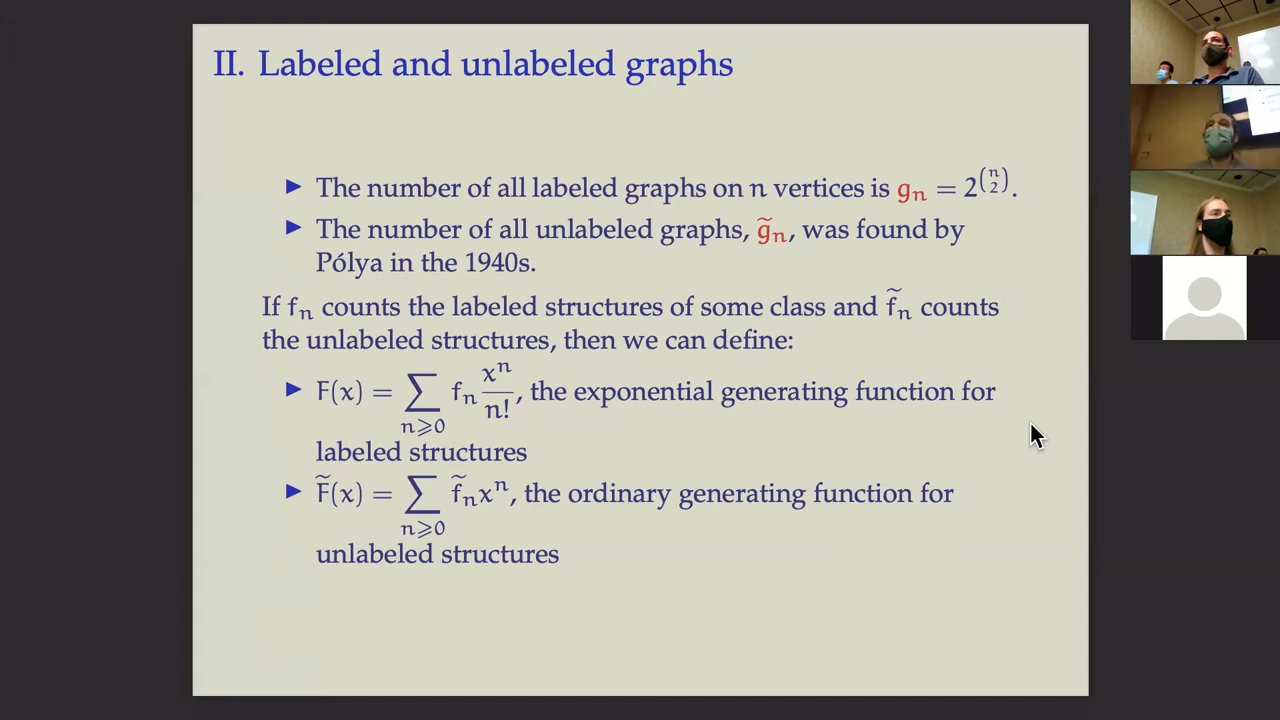 II. Labeled and unlabeled graphs
▶ The number of all labeled graphs on n vertices is gₙ = 2^{\binom{n}{2}}.
▶ The number of all unlabeled graphs, g̃ₙ, was found by
Pólya in the 1940s.
If fₙ counts the labeled structures of some class and f̃ₙ counts
the unlabeled structures, then we can define:
▶ F(x) = ∑_{n⩾0} fₙ \frac{xⁿ}{n!}, the exponential generating function for
labeled structures
▶ F̃(x) = ∑_{n⩾0} f̃ₙxⁿ, the ordinary generating function for
unlabeled structures